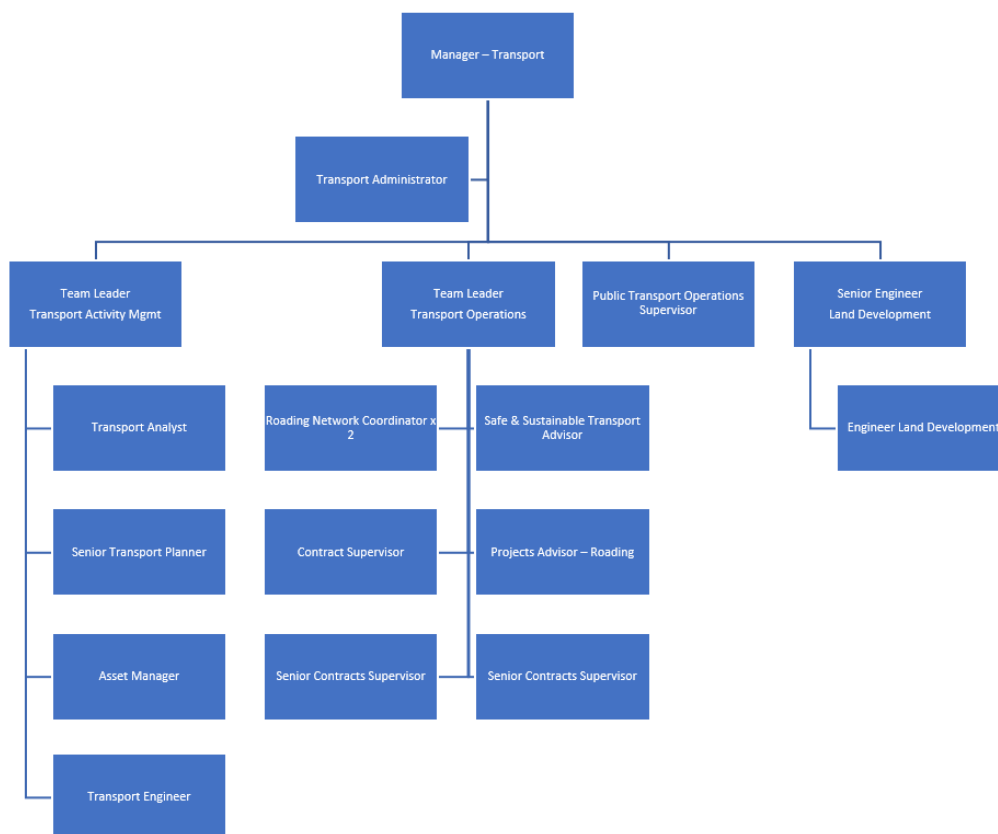 Manager – Transport
Transport Administrator
Team Leader
Transport Activity Mgmt
Team Leader
Transport Operations
Public Transport Operations
Supervisor
Senior Engineer
Land Development
Transport Analyst
Roading Network Coordinator x
2
Safe & Sustainable Transport
Advisor
Engineer Land Development
Senior Transport Planner
Contract Supervisor
Projects Advisor – Roading
Asset Manager
Senior Contracts Supervisor
Senior Contracts Supervisor
Transport Engineer